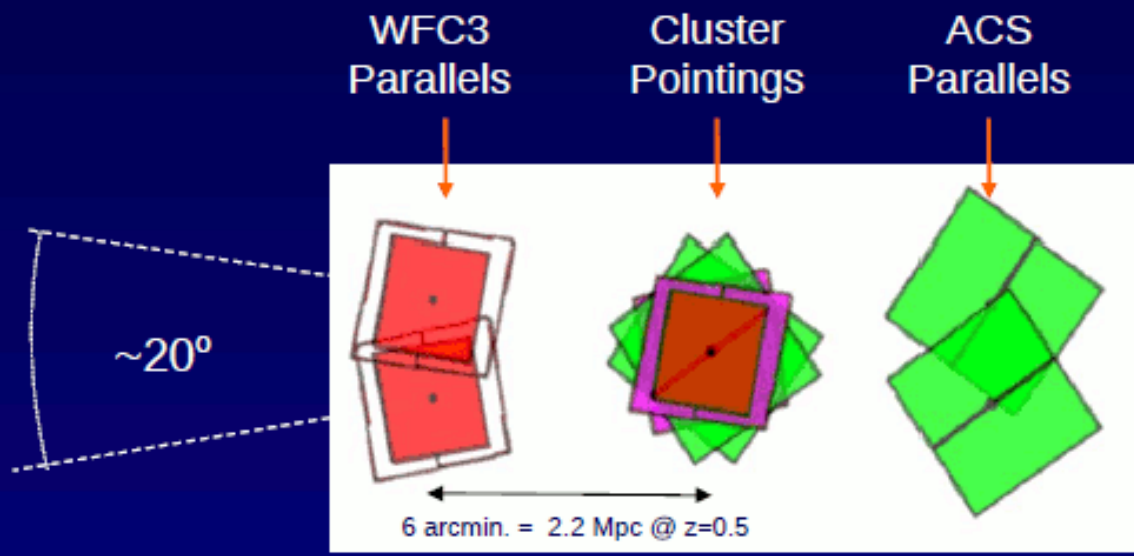 WFC3
Parallels
Cluster
Pointings
ACS
Parallels
~20º
6 arcmin. = 2.2 Mpc @ z=0.5